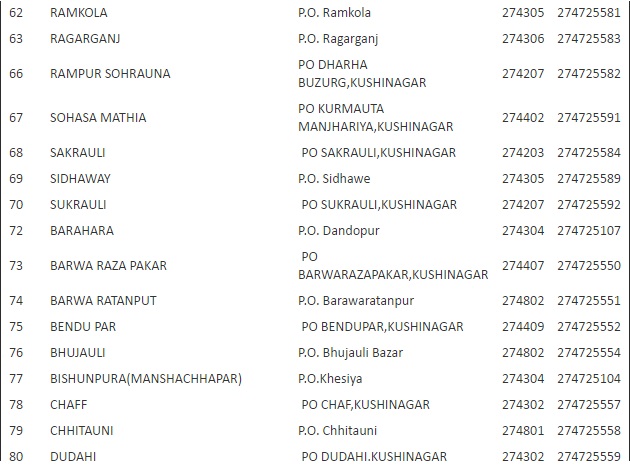 62 RAMKOLA P.O. Ramkola 274305 274725581
63 RAGARGANJ P.O. Ragarganj 274306 274725583
66 RAMPUR SOHRAUNA PO DHARHA BUZURG,KUSHINAGAR 274207 274725582
67 SOHASA MATHIA PO KURMAUTA MANJHARIYA,KUSHINAGAR 274402 274725591
68 SAKRAULI PO SAKRAULI,KUSHINAGAR 274203 274725584
69 SIDHAWAY P.O. Sidhawe 274305 274725589
70 SUKRAULI PO SUKRAULI,KUSHINAGAR 274207 274725592
72 BARAHARA P.O. Dandopur 274304 274725107
73 BARWA RAZA PAKAR PO BARWARAZAPAKAR,KUSHINAGAR 274407 274725550
74 BARWA RATANPUT P.O. Barawaratanpur 274802 274725551
75 BENDU PAR PO BENDUPAR,KUSHINAGAR 274409 274725552
76 BHUJAULI P.O. Bhujauli Bazar 274802 274725554
77 BISHUNPURA(MANSHACHHAPAR) P.O.Khesiya 274304 274725104
78 CHAFF PO CHAF,KUSHINAGAR 274302 274725557
79 CHHITAUNI P.O. Chhitauni 274801 274725558
80 DUDAHI PO DUDAHI,KUSHINAGAR 274302 274725559